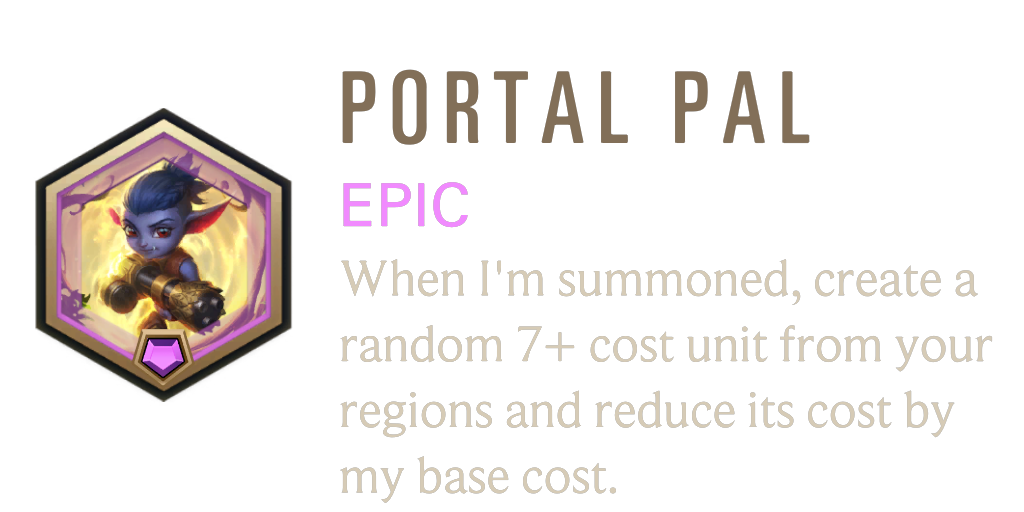 PORTAL PAL
EPIC
When I'm summoned, create a
random 7+ cost unit from your
regions and reduce its cost by
my base cost.